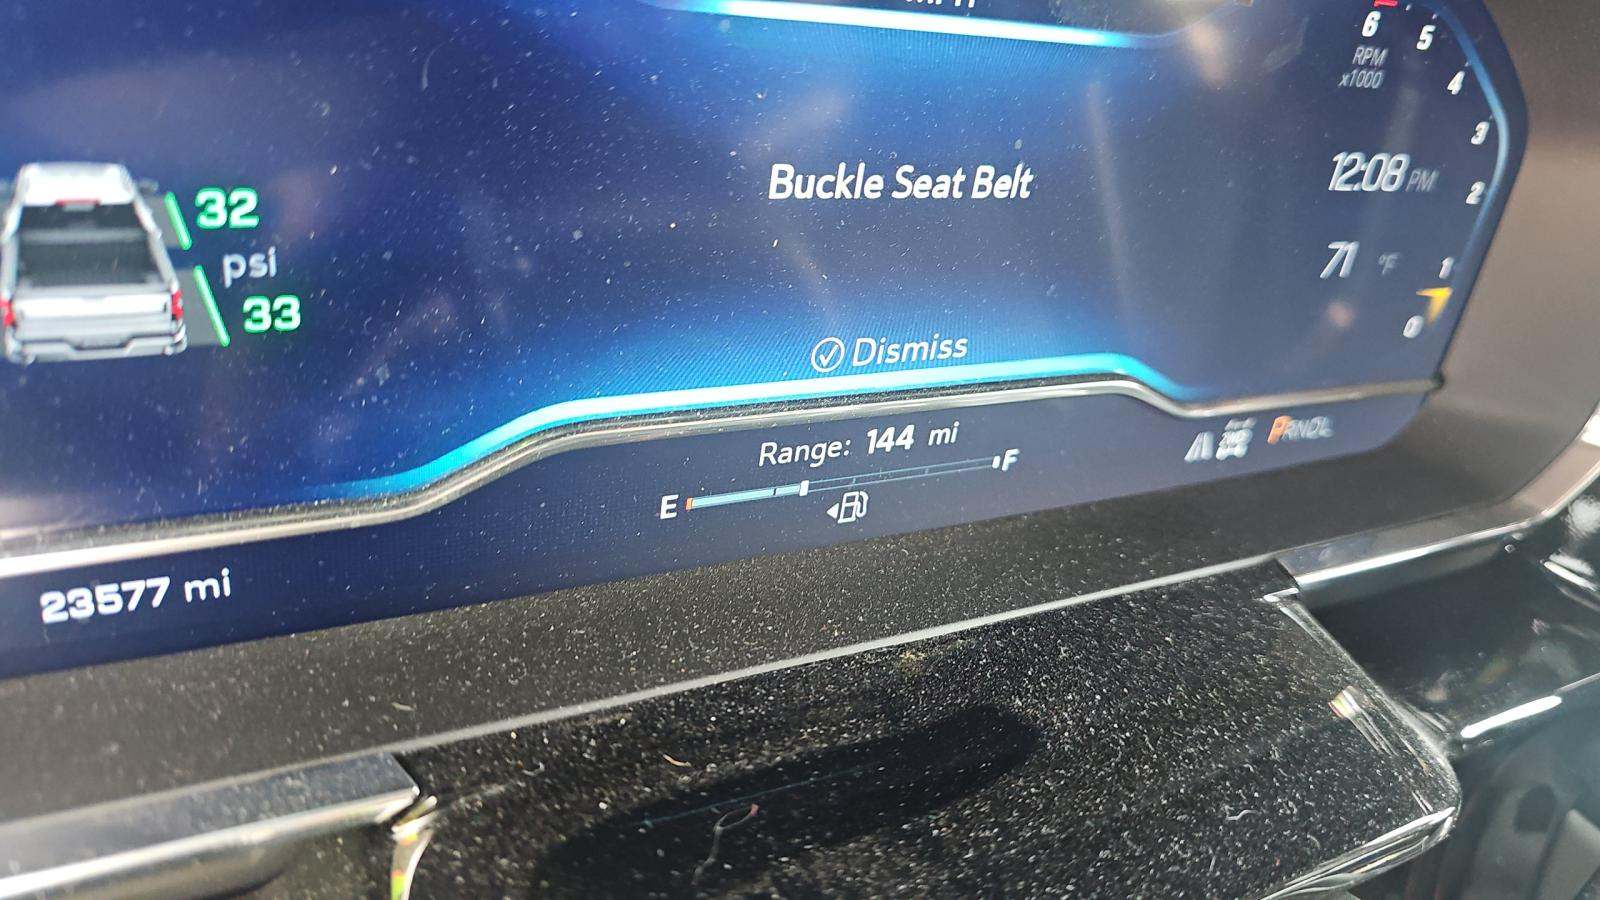 6
5
RPM
x1000
4
3
12:08 PM
2
32
psi
33
Buckle Seat Belt
71 °F
1
0
Dismiss
Range: 144 mi
E
F
PRNDL
23577 mi